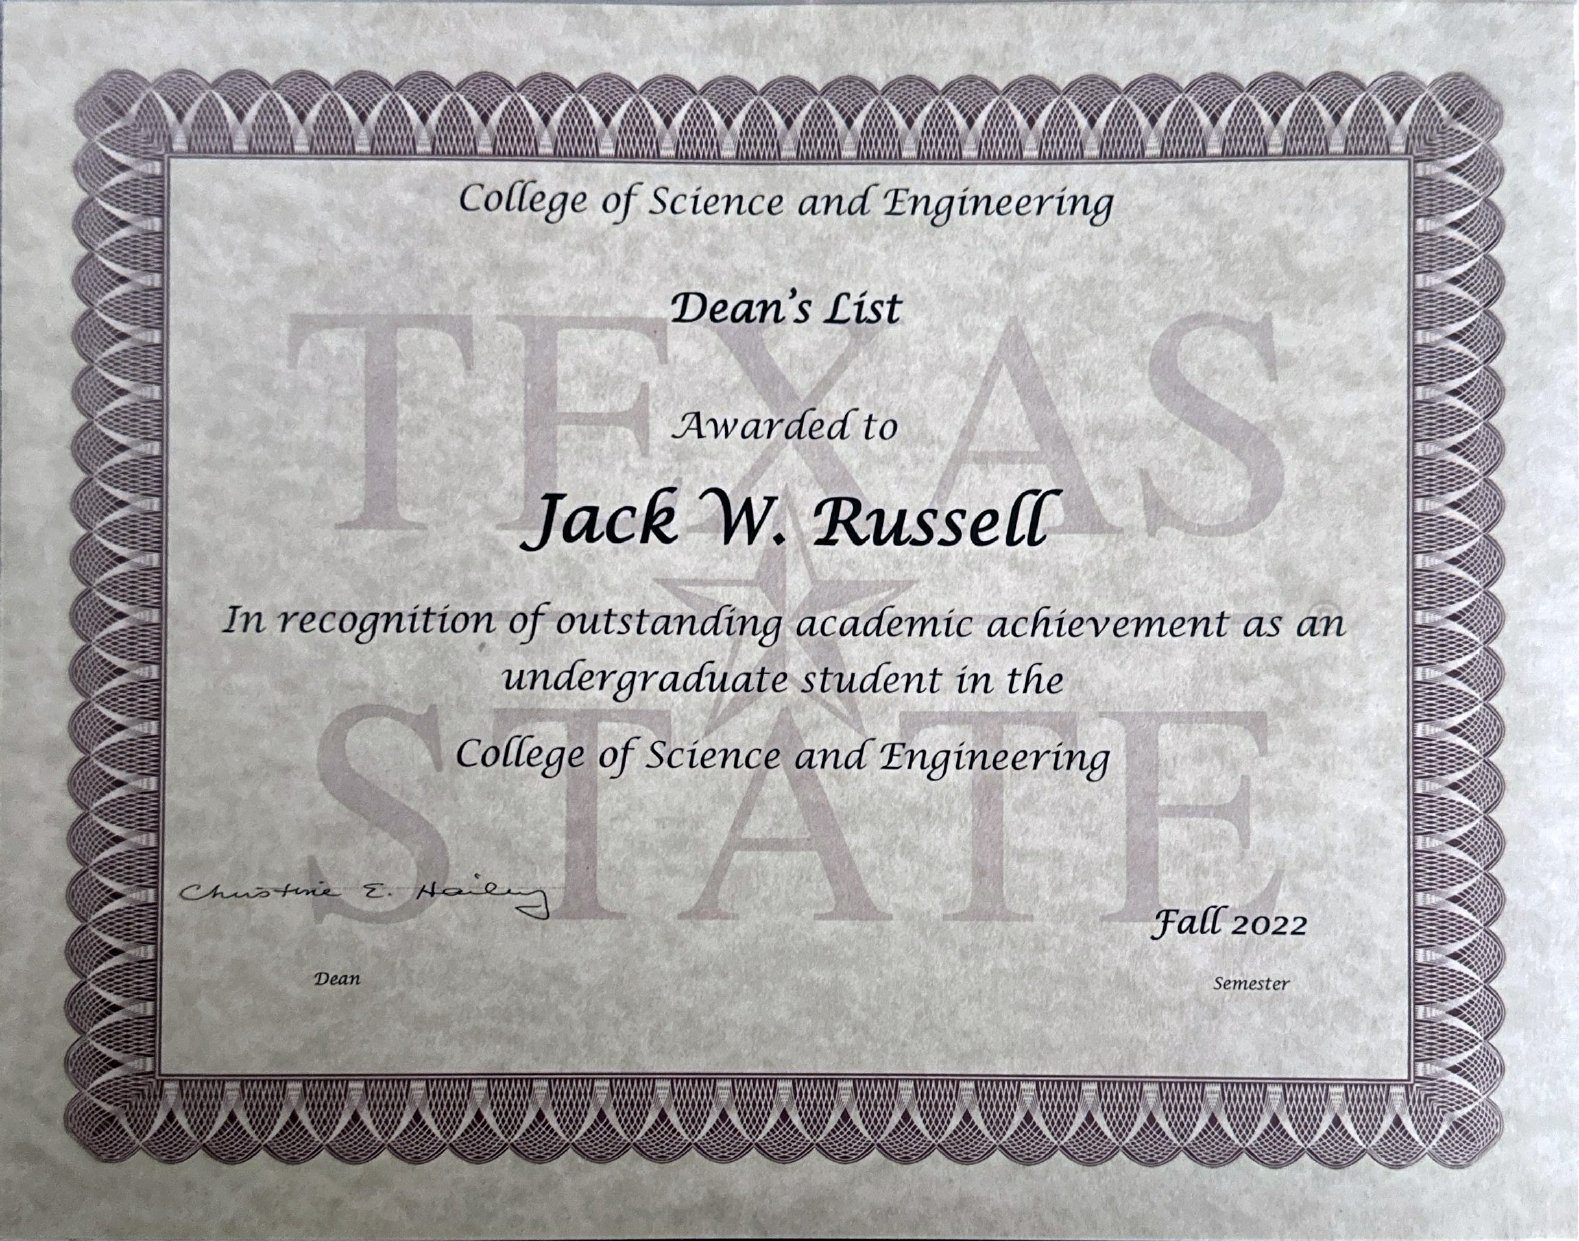 College of Science and Engineering
Dean's List
TEXAS
Awarded to
Jack W. Russell
In recognition of outstanding academic achievement as an
®
undergraduate student in the
STATE
College of Science and Engineering
Christine E. Hailey
Fall 2022
Dean
Semester